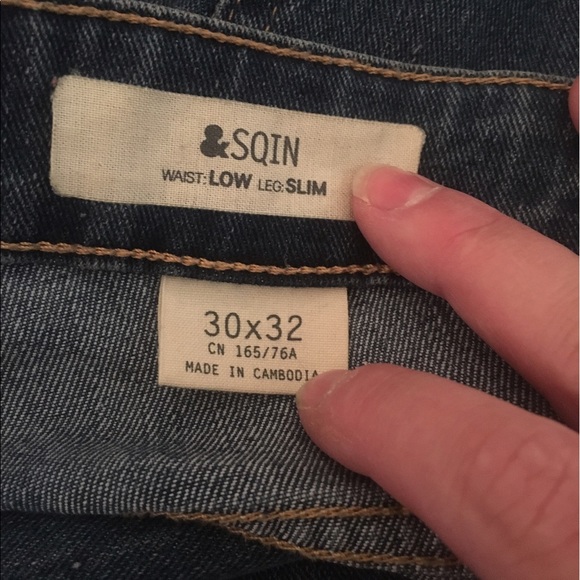 &SQIN
WAIST:LOW LEG:SLIM
30x32
CN 165/76A
MADE IN CAMBODIA